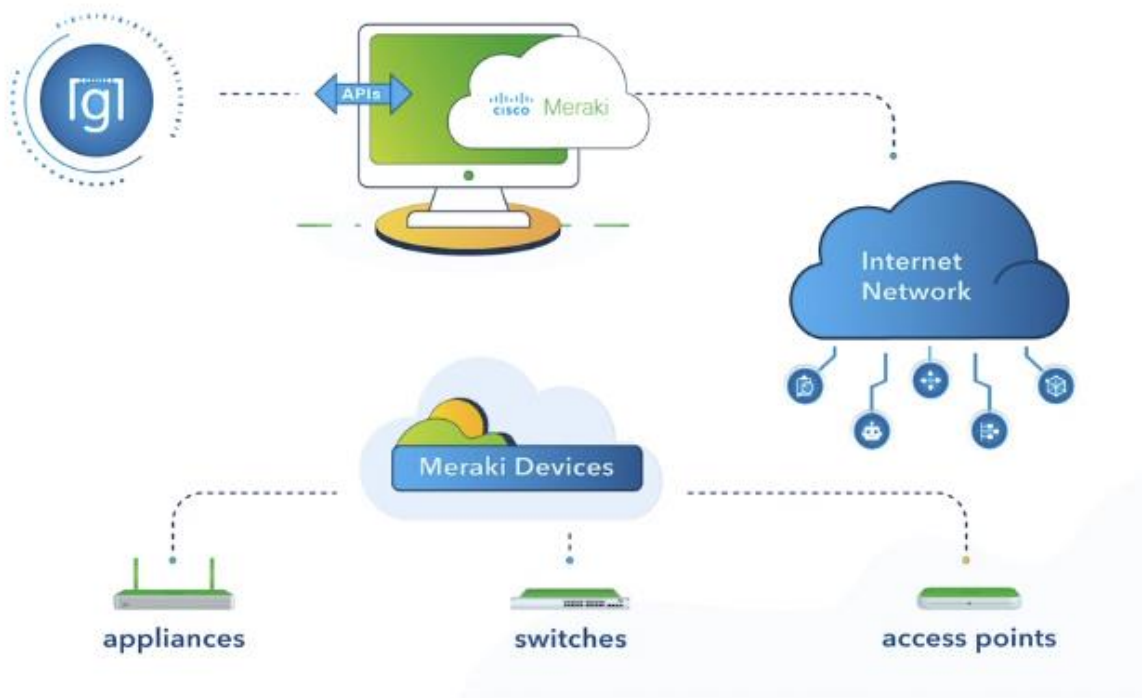 [g]
APIs
CISCO Meraki
Internet
Network
Meraki Devices
appliances
switches
access points